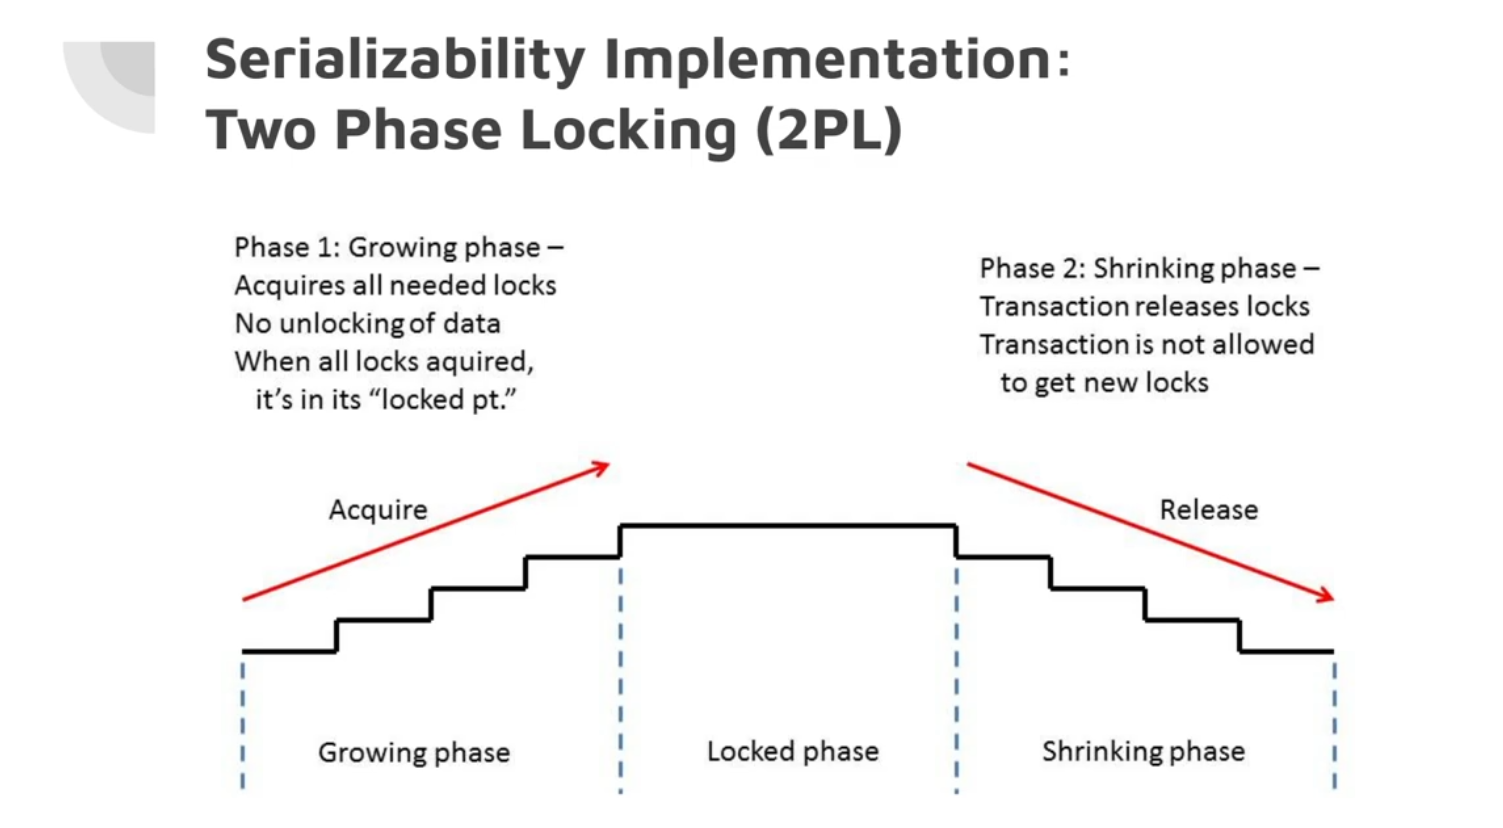 Serializability Implementation:
Two Phase Locking (2PL)
Phase 1: Growing phase –
Acquires all needed locks
No unlocking of data
When all locks aquired,
it's in its “locked pt.”
Phase 2: Shrinking phase –
Transaction releases locks
Transaction is not allowed
to get new locks
Acquire
Release
Growing phase
Locked phase
Shrinking phase